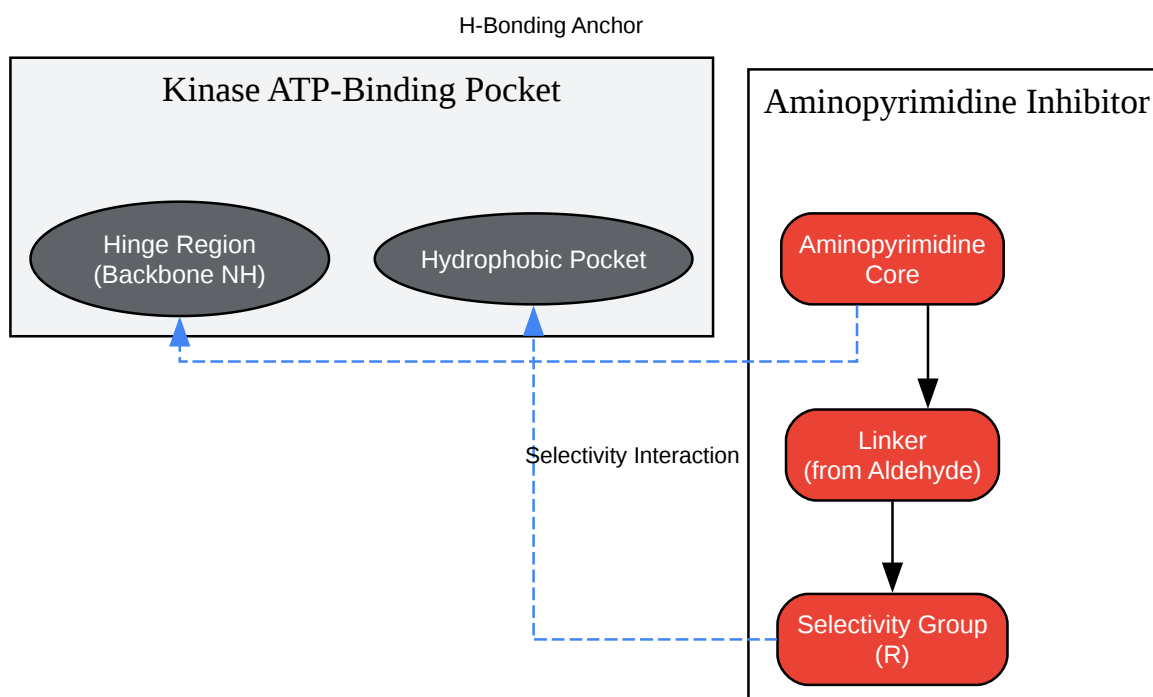 H-Bonding Anchor
Kinase ATP-Binding Pocket
Aminopyrimidine Inhibitor
Hinge Region
(Backbone NH)
Hydrophobic Pocket
Aminopyrimidine
Core
Linker
(from Aldehyde)
Selectivity Interaction
Selectivity Group
(R)